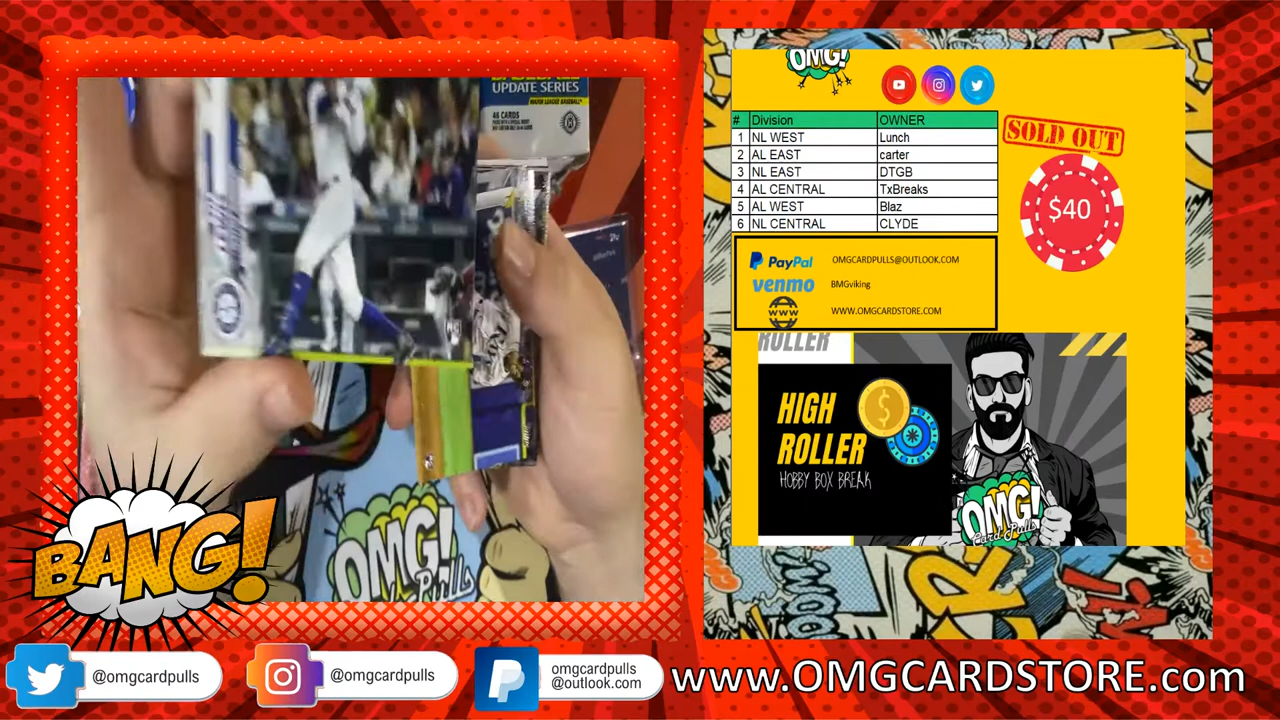 UPDATE SERIES
MAJOR LEAGUE BASEBALL
46 CARDS
OMG!
Pulls
BANG!
OMG!
# Division OWNER
1 NL WEST Lunch
2 AL EAST carter
3 NL EAST DTGB
4 AL CENTRAL TxBreaks
5 AL WEST Blaz
6 NL CENTRAL CLYDE
SOLD OUT
$40
PayPal OMGCARDPULLS@OUTLOOK.COM
venmo BMGviking
WWW WWW.OMGCARDSTORE.COM
ROLLER
HIGH
ROLLER
HOBBY BOX BREAK
OMG!
Card Pulls
@omgcardpulls
@omgcardpulls
omgcardpulls
@outlook.com
www.OMGCARDSTORE.com